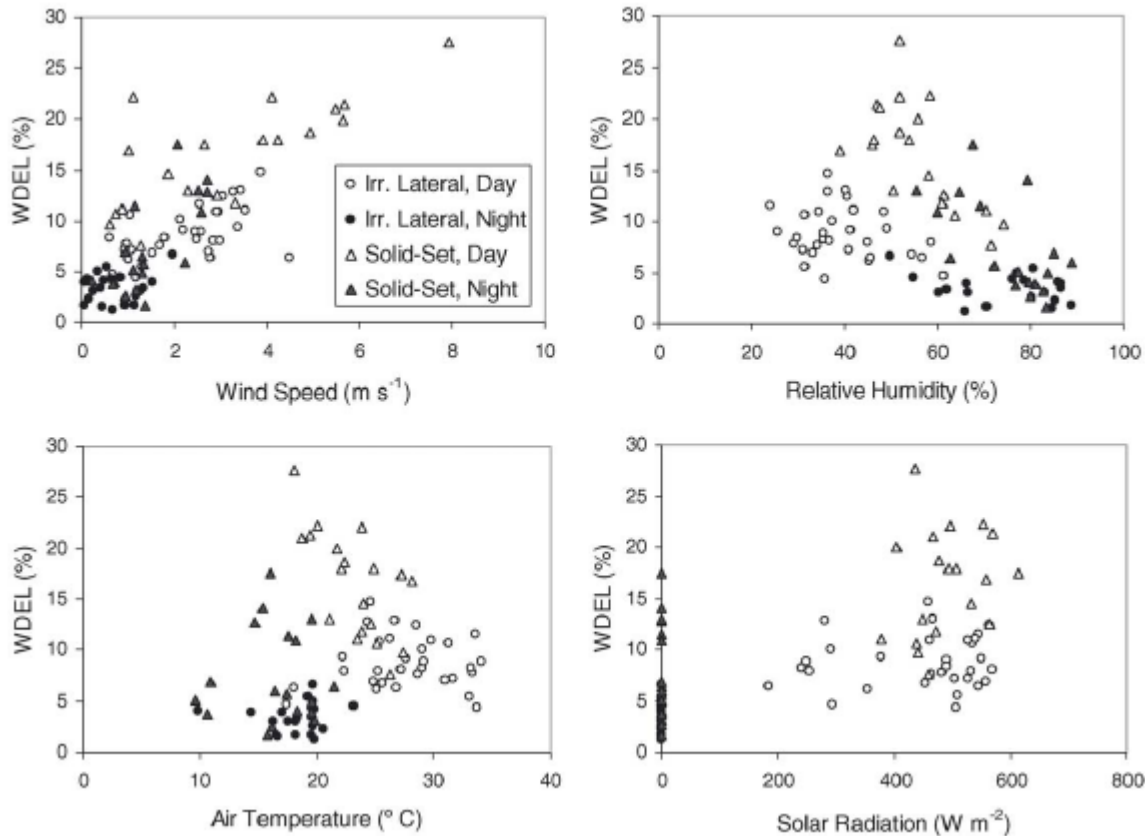 30
25
20
15
10
5
0
WDEL (%)
0 2 4 6 8 10
Wind Speed (m s-1)
Irr. Lateral, Day
Irr. Lateral, Night
Solid-Set, Day
Solid-Set, Night
30
25
20
15
10
5
0
WDEL (%)
0 20 40 60 80 100
Relative Humidity (%)
30
25
20
15
10
5
0
WDEL (%)
0 10 20 30 40
Air Temperature (º C)
30
25
20
15
10
5
0
WDEL (%)
0 200 400 600 800
Solar Radiation (W m-2)